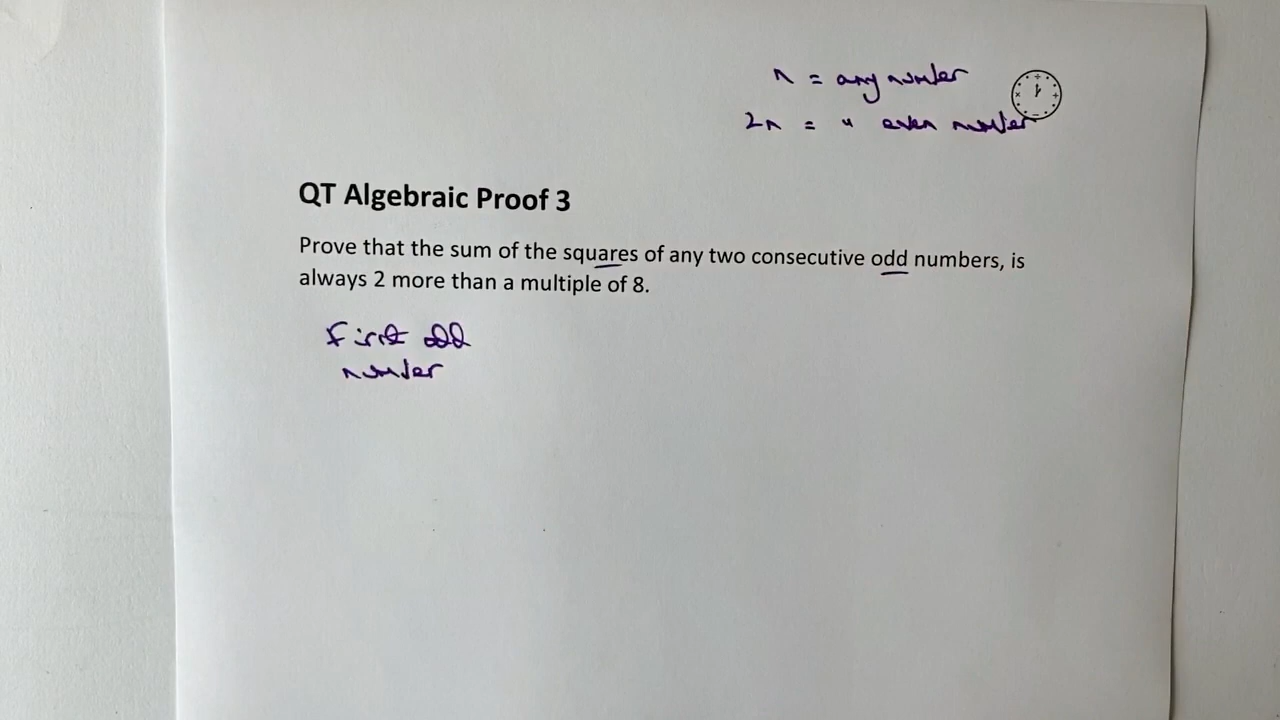 n = any number
2n = " even number
QT Algebraic Proof 3
Prove that the sum of the squares of any two consecutive odd numbers, is
always 2 more than a multiple of 8.
first odd
number